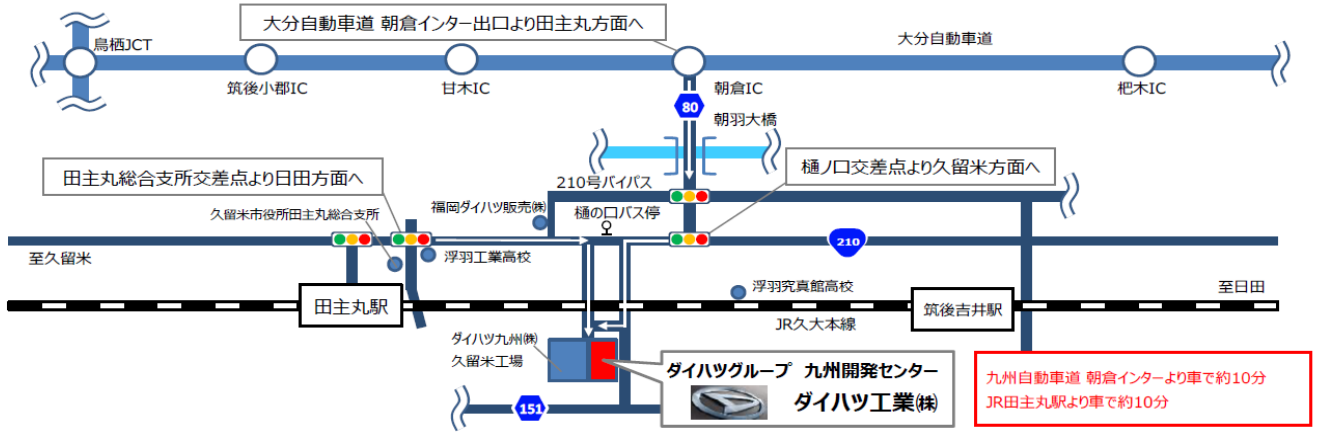 大分自動車道 朝倉インター出口より田主丸方面へ
鳥栖JCT
大分自動車道
筑後小郡IC
甘木IC
朝倉IC
杷木IC
80
朝羽大橋
田主丸総合支所交差点より日田方面へ
樋ノ口交差点より久留米方面へ
210号バイパス
福岡ダイハツ販売㈱
樋の口バス停
久留米市役所田主丸総合支所
210
至久留米
浮羽工業高校
浮羽究真館高校
至日田
田主丸駅
筑後吉井駅
JR久大本線
ダイハツ九州㈱
久留米工場
ダイハツグループ 九州開発センター
ダイハツ工業㈱
九州自動車道 朝倉インターより車で約10分
JR田主丸駅より車で約10分
151